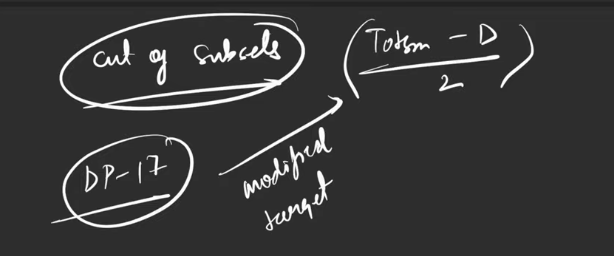 cnt of subsets
(Totsm - D
2)
DP-17
modified
target